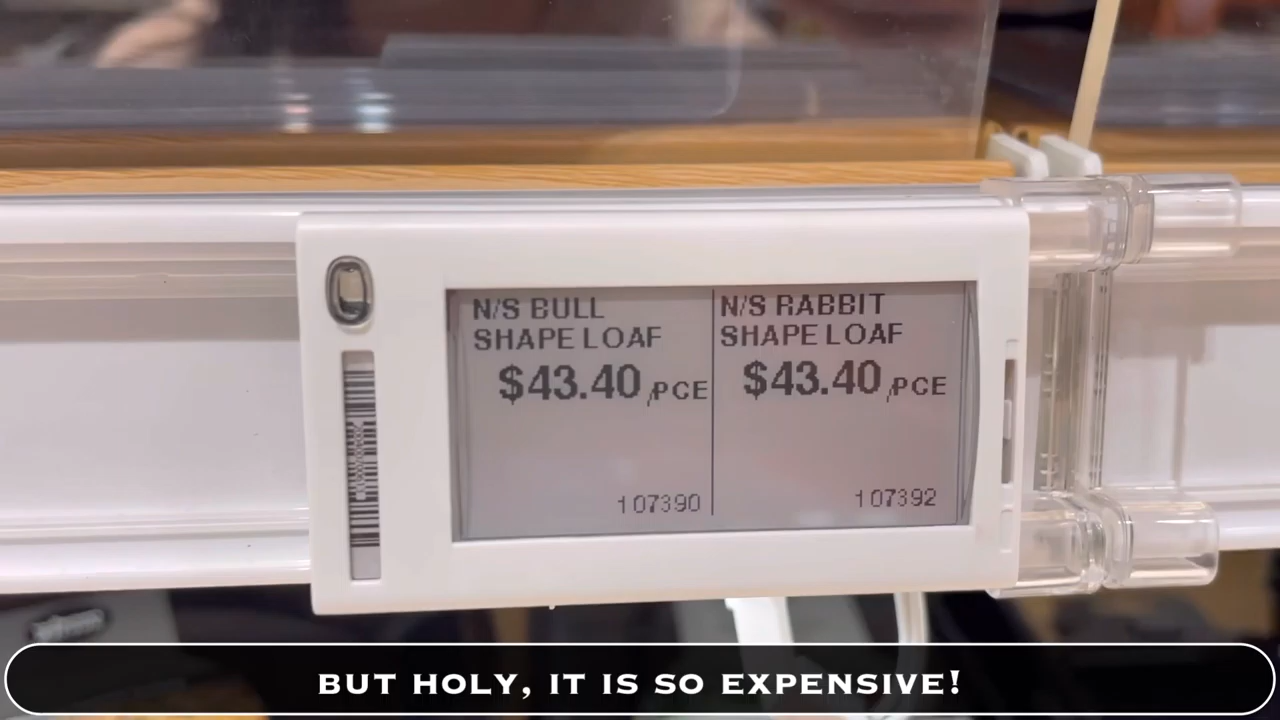 N/S BULL
SHAPE LOAF
$43.40/PCE
107390
N/S RABBIT
SHAPE LOAF
$43.40/PCE
107392
BUT HOLY, IT IS SO EXPENSIVE!